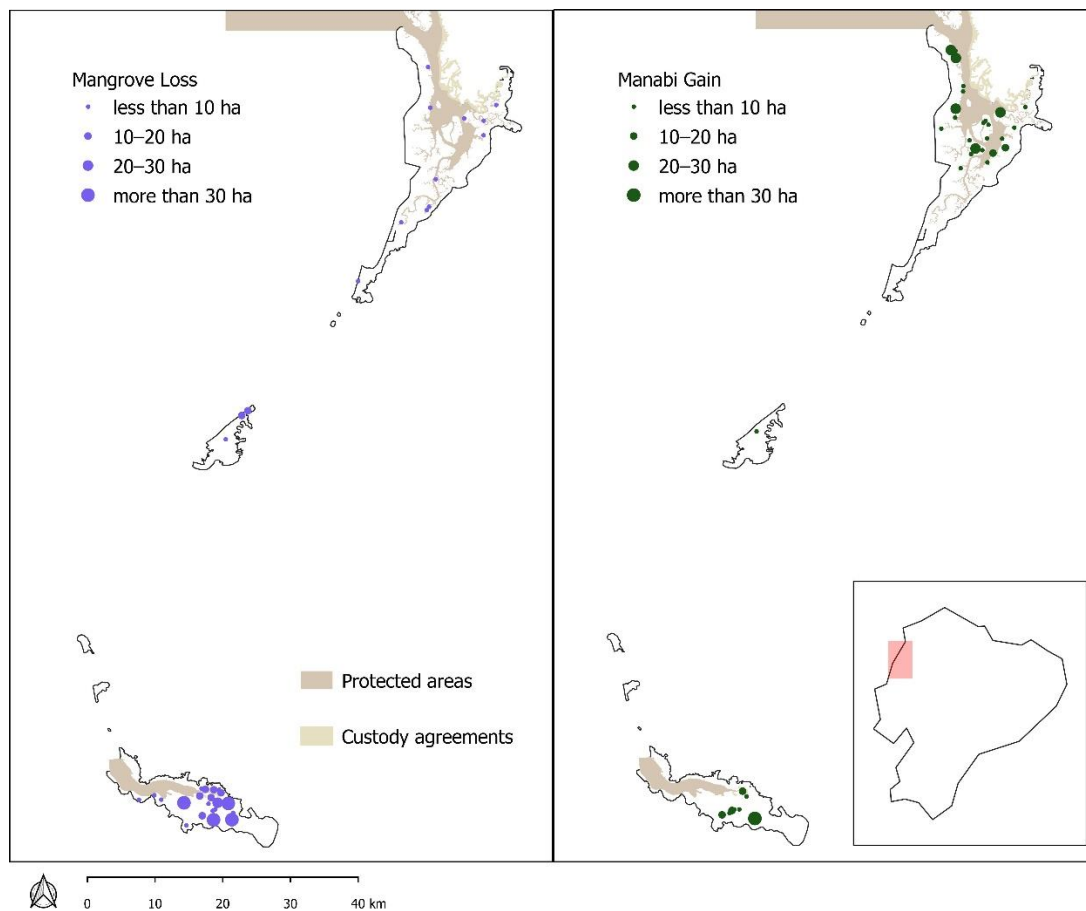 Mangrove Loss
less than 10 ha
10–20 ha
20–30 ha
more than 30 ha
Protected areas
Custody agreements
Manabi Gain
less than 10 ha
10–20 ha
20–30 ha
more than 30 ha
0 10 20 30 40 km